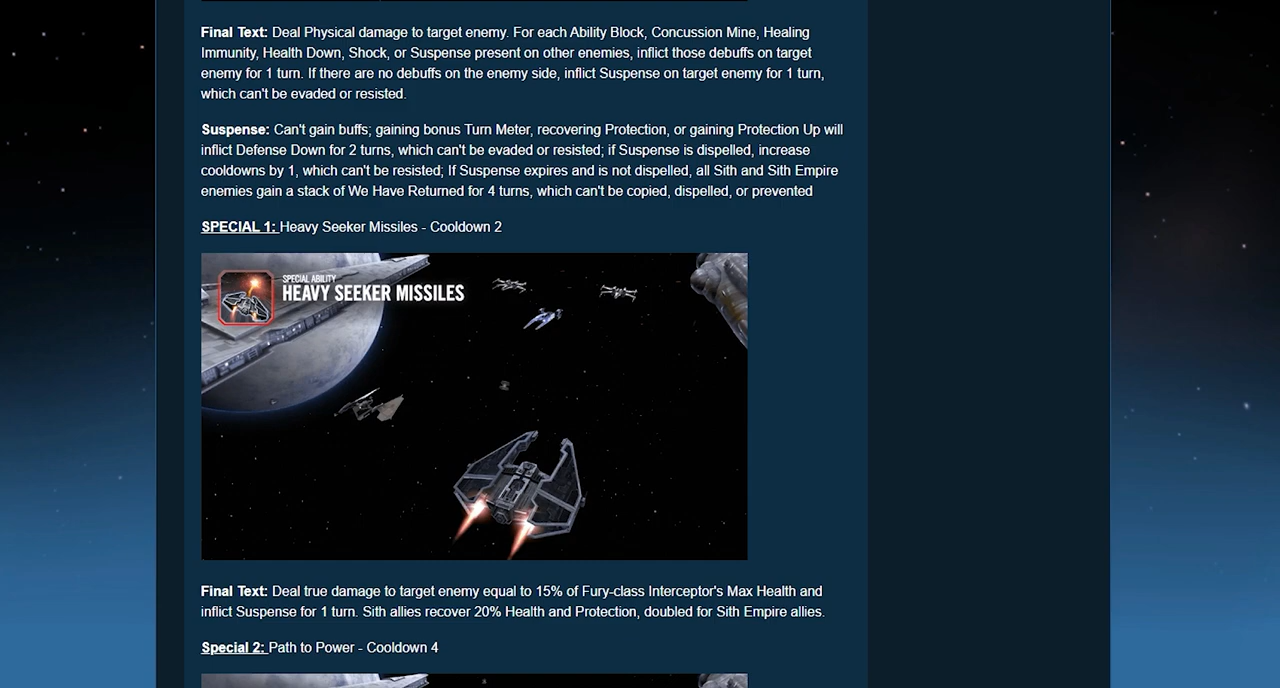 Final Text: Deal Physical damage to target enemy. For each Ability Block, Concussion Mine, Healing
Immunity, Health Down, Shock, or Suspense present on other enemies, inflict those debuffs on target
enemy for 1 turn. If there are no debuffs on the enemy side, inflict Suspense on target enemy for 1 turn,
which can't be evaded or resisted.
Suspense: Can't gain buffs; gaining bonus Turn Meter, recovering Protection, or gaining Protection Up will
inflict Defense Down for 2 turns, which can't be evaded or resisted; if Suspense is dispelled, increase
cooldowns by 1, which can't be resisted; If Suspense expires and is not dispelled, all Sith and Sith Empire
enemies gain a stack of We Have Returned for 4 turns, which can't be copied, dispelled, or prevented
SPECIAL 1: Heavy Seeker Missiles - Cooldown 2
SPECIAL ABILITY
HEAVY SEEKER MISSILES
Final Text: Deal true damage to target enemy equal to 15% of Fury-class Interceptor's Max Health and
inflict Suspense for 1 turn. Sith allies recover 20% Health and Protection, doubled for Sith Empire allies.
Special 2: Path to Power - Cooldown 4